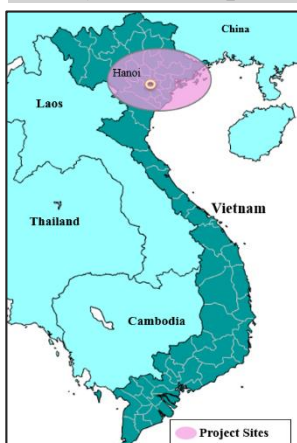 China
Hanoi
Laos
Vietnam
Thailand
Cambodia
Project Sites